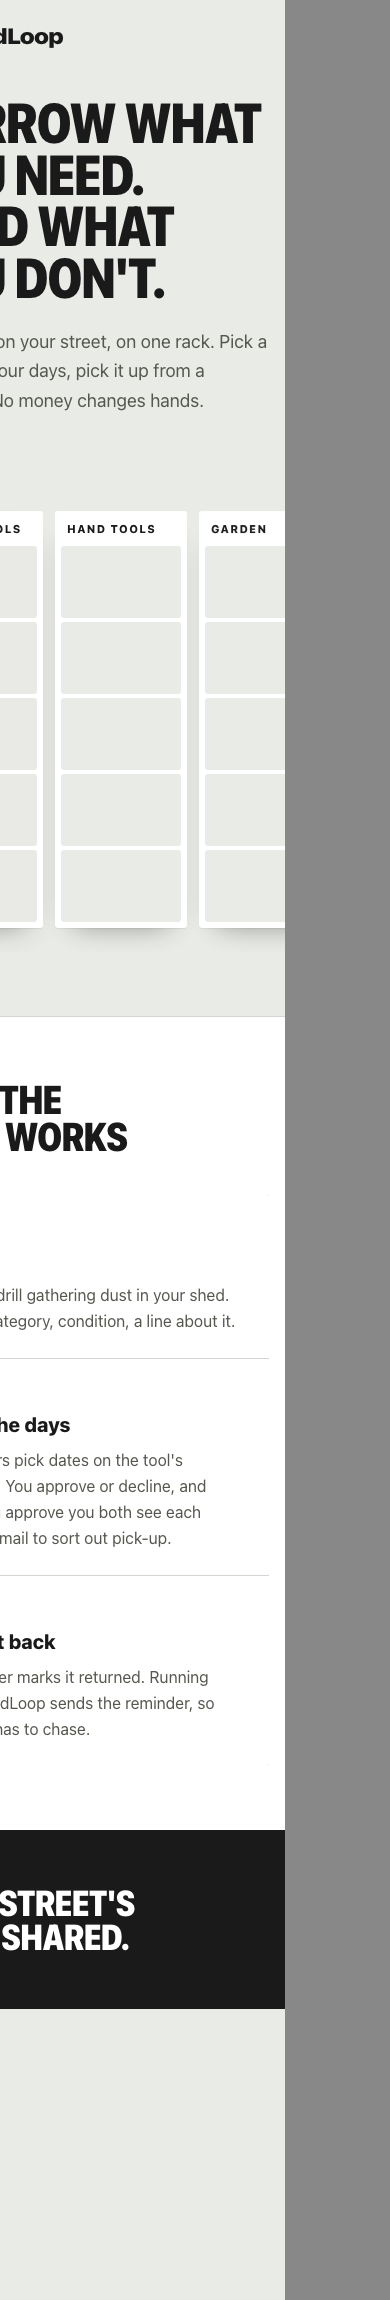 dLoop
RROW WHAT
NEED.
D WHAT
DON'T.
on your street, on one rack. Pick a
our days, pick it up from a
No money changes hands.
OLS
HAND TOOLS
GARDEN
THE
WORKS
drill gathering dust in your shed.
ategory, condition, a line about it.
he days
rs pick dates on the tool's
You approve or decline, and
approve you both see each
mail to sort out pick-up.
t back
er marks it returned. Running
dLoop sends the reminder, so
has to chase.
STREET'S
SHARED.